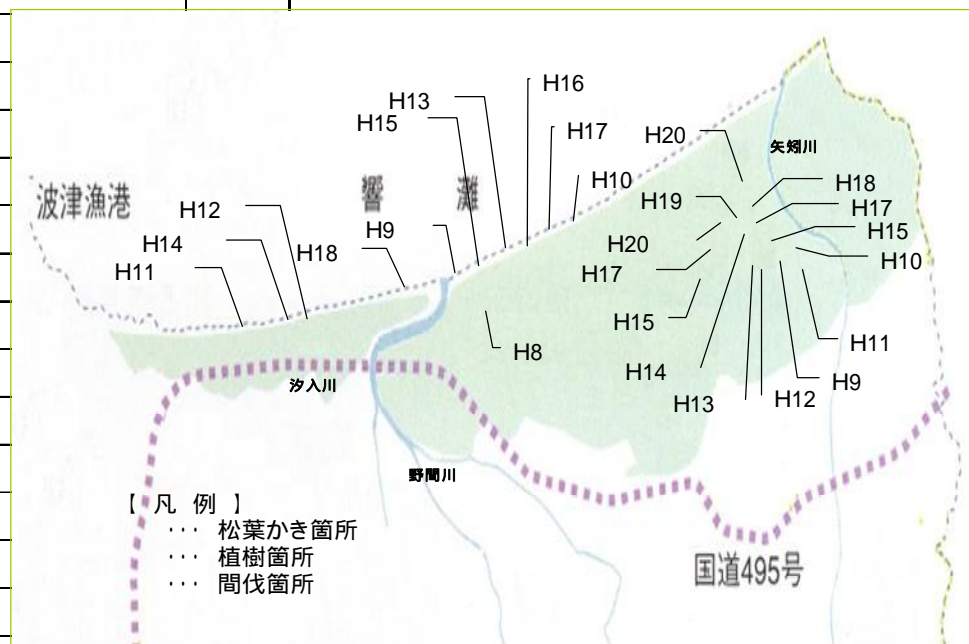 H16
H13
H15
H17
H20
矢矧川
H10
H18
波津漁港
響灘
H12
H19
H17
H9
H15
H14
H18
H20
H10
H11
H17
H15
H11
H8
H14
H9
汐入川
H13
H12
野間川
【 凡 例 】
・・・ 松葉かき箇所
・・・ 植樹箇所
・・・ 間伐箇所
国道495号